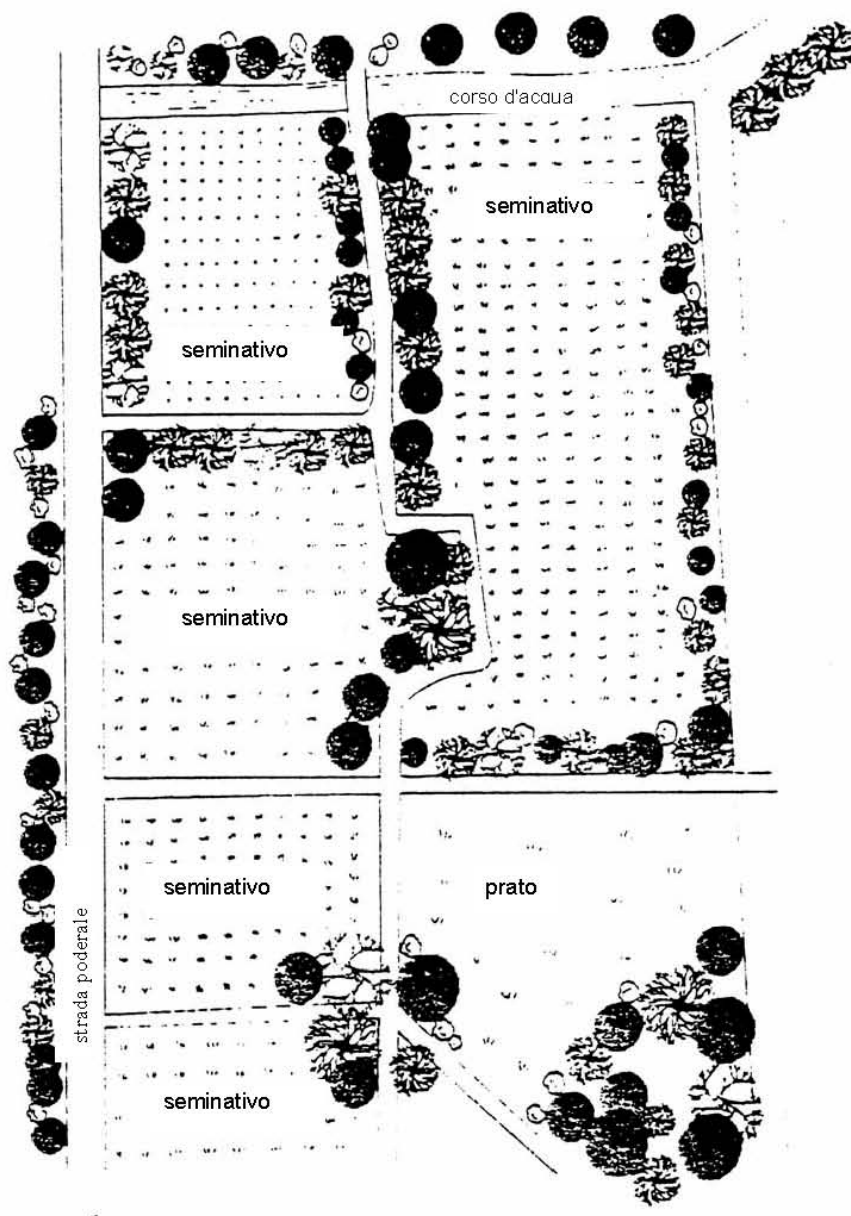 corso d'acqua
seminativo
seminativo
seminativo
seminativo
prato
strada poderale
seminativo